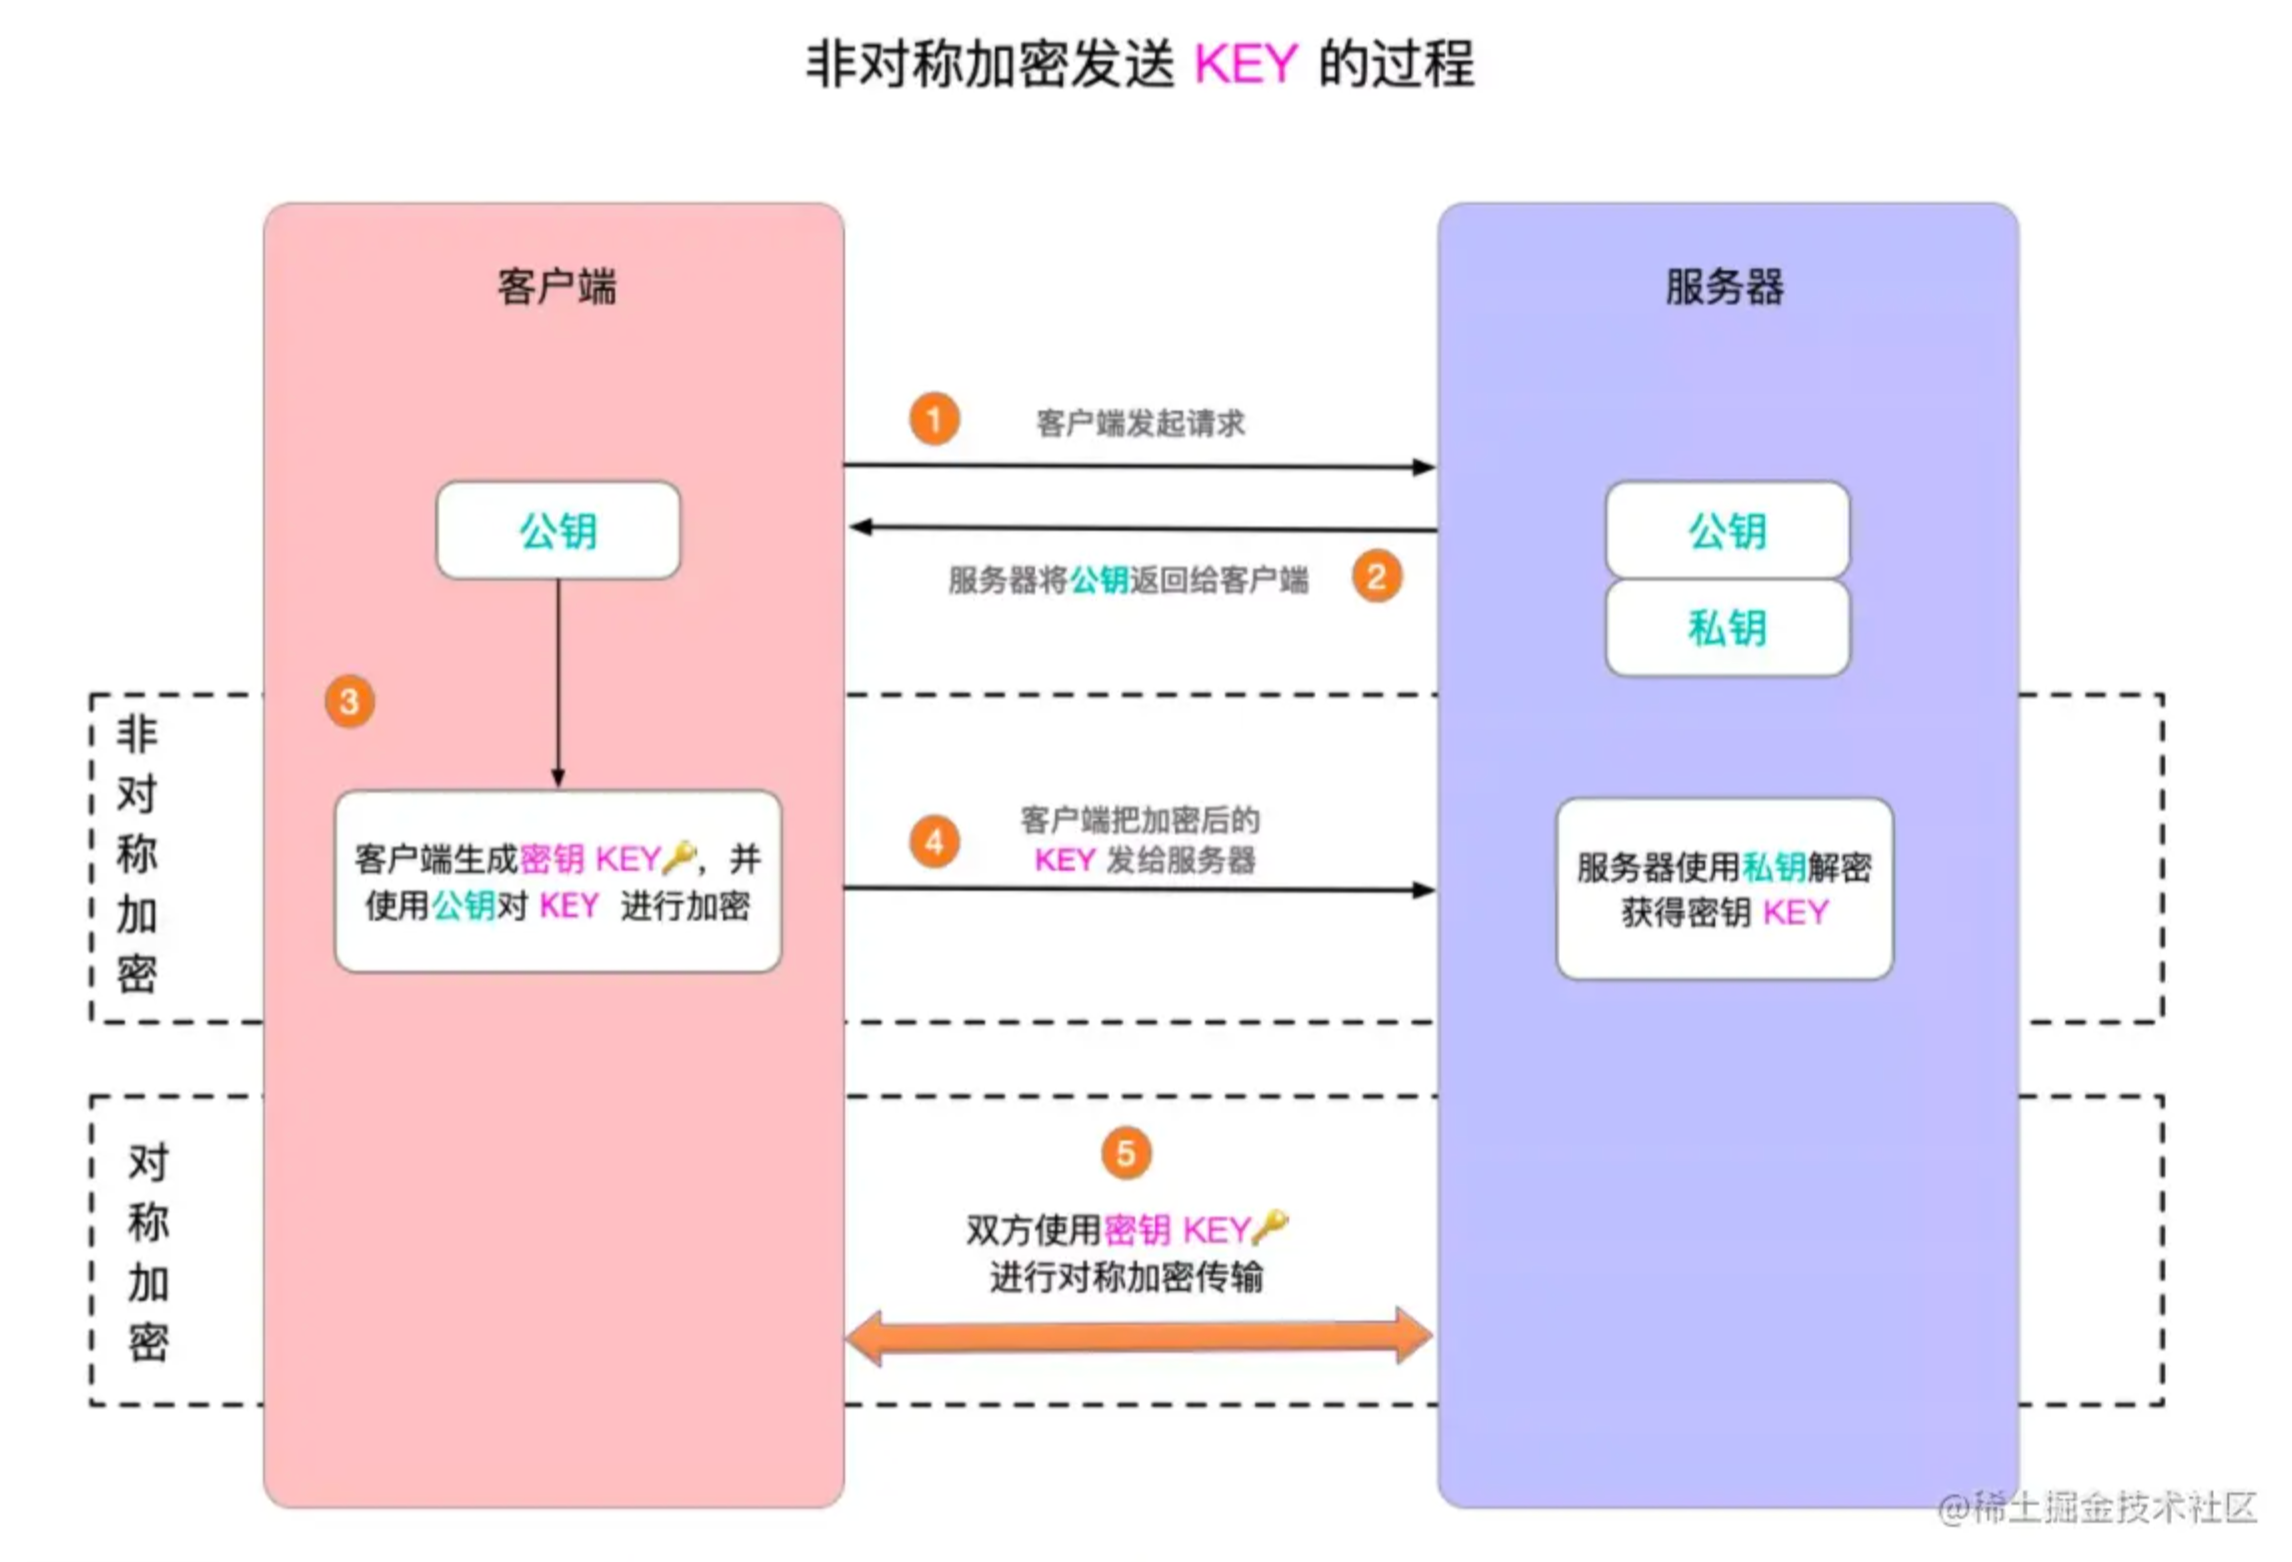 非对称加密发送 KEY 的过程
客户端
服务器
1
客户端发起请求
公钥
公钥
服务器将公钥返回给客户端
2
私钥
3
非对称加密
客户端生成密钥 KEY🔑，并
使用公钥对 KEY 进行加密
4
客户端把加密后的
KEY 发给服务器
服务器使用私钥解密
获得密钥 KEY
对称加密
5
双方使用密钥 KEY🔑
进行对称加密传输
@稀土掘金技术社区